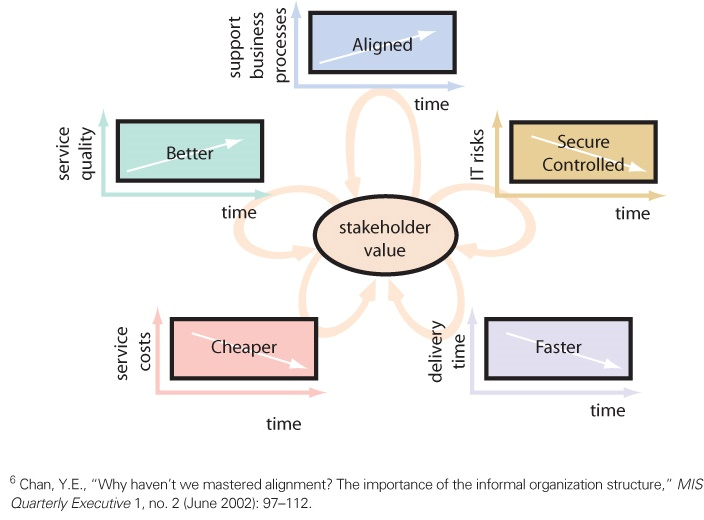 support
business
processes
Aligned
time
service
quality
Better
time
IT risks
Secure
Controlled
time
stakeholder
value
service
costs
Cheaper
time
delivery
time
Faster
time
6 Chan, Y.E., “Why haven’t we mastered alignment? The importance of the informal organization structure,” MIS
Quarterly Executive 1, no. 2 (June 2002): 97–112.